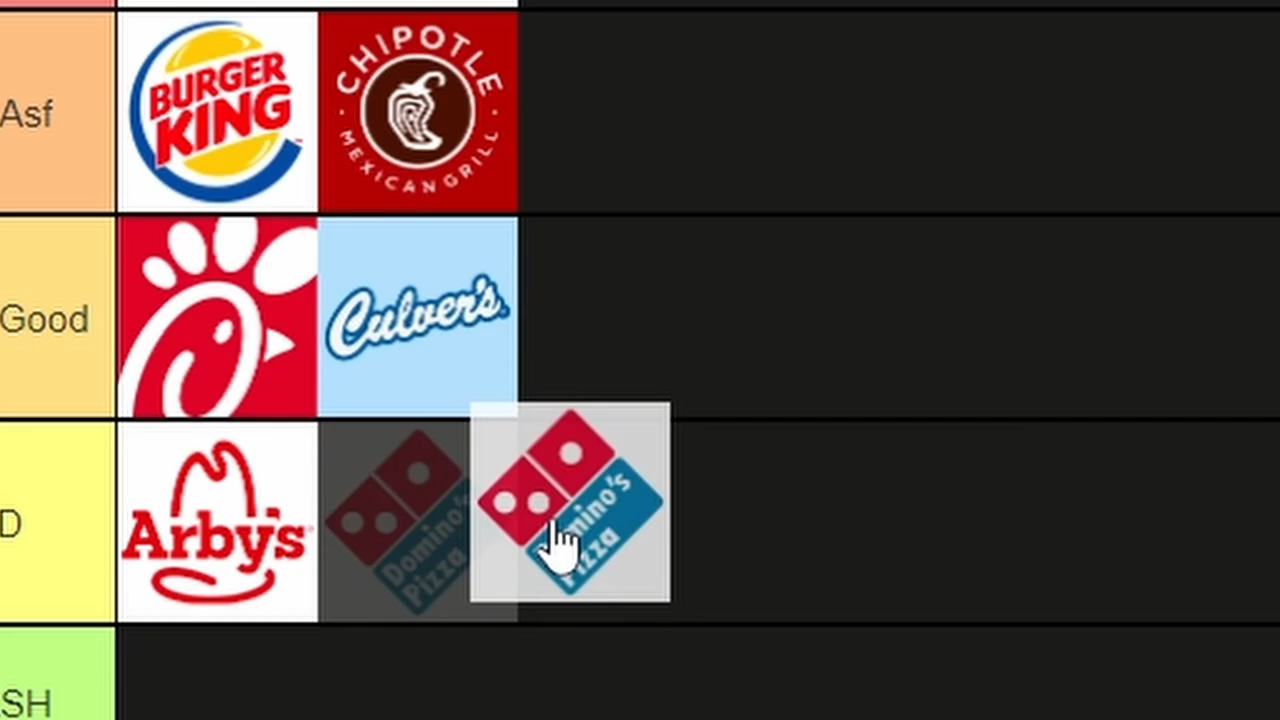 Asf
BURGER
KING
CHIPOTLE
MEXICAN GRILL
Good
Culver's
D
Arby's
Domino's
Pizza
Domino's
Pizza
SH